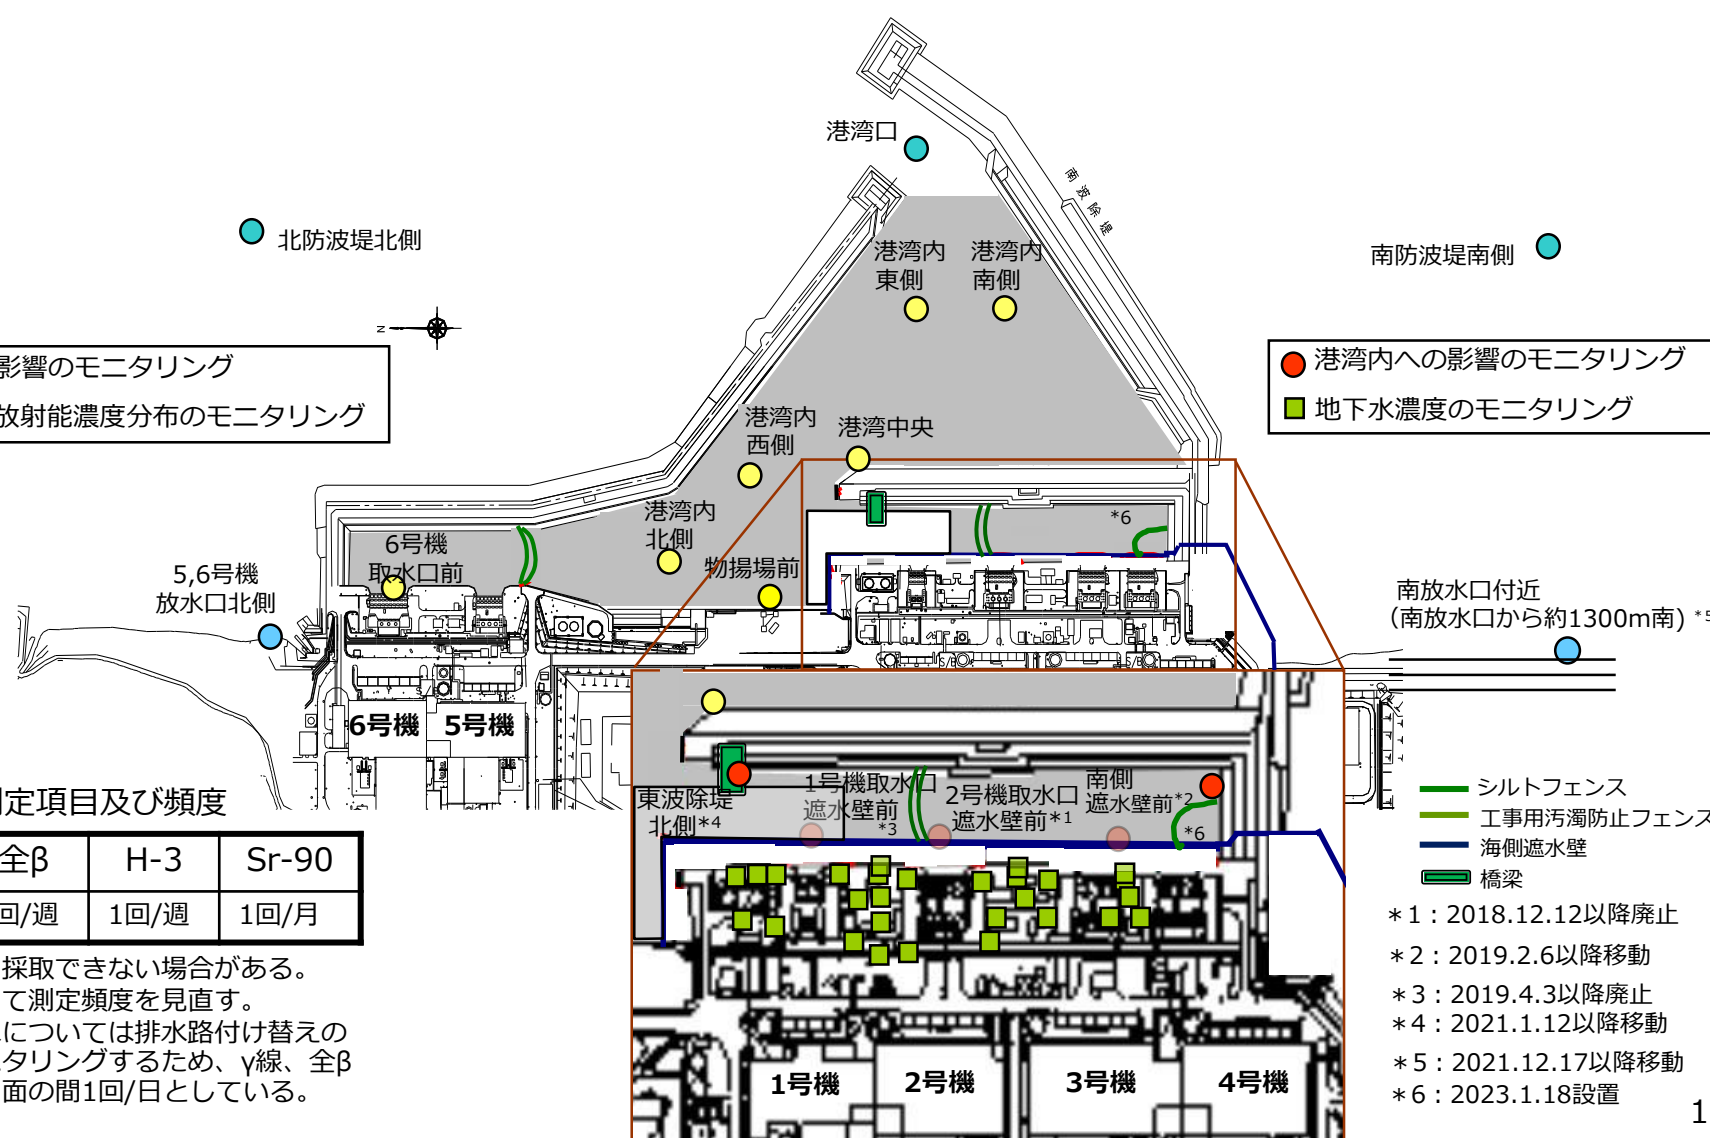 港湾口
南波除堤
北防波堤北側
港湾内
東側
港湾内
南側
南防波堤南側
N
影響のモニタリング
放射能濃度分布のモニタリング
港湾内への影響のモニタリング
地下水濃度のモニタリング
港湾内
西側
港湾中央
港湾内
北側
物揚場前
*6
6号機
取水口前
5,6号機
放水口北側
南放水口付近
（南放水口から約1300m南）*5
S/B
S/B
6号機
5号機
1号機取水口
遮水壁前
*3
2号機取水口
遮水壁前*1
南側
遮水壁前*2
東波除堤
北側*4
*6
1号機
2号機
3号機
4号機
シルトフェンス
工事用汚濁防止フェンス
海側遮水壁
橋梁
＊1：2018.12.12以降廃止
＊2：2019.2.6以降移動
＊3：2019.4.3以降廃止
＊4：2021.1.12以降移動
＊5：2021.12.17以降移動
＊6：2023.1.18設置
定項目及び頻度
全β H-3 Sr-90
回/週 1回/週 1回/月
採取できない場合がある。
て測定頻度を見直す。
については排水路付け替えの
タリングするため、γ線、全β
面の間1回/日としている。
1